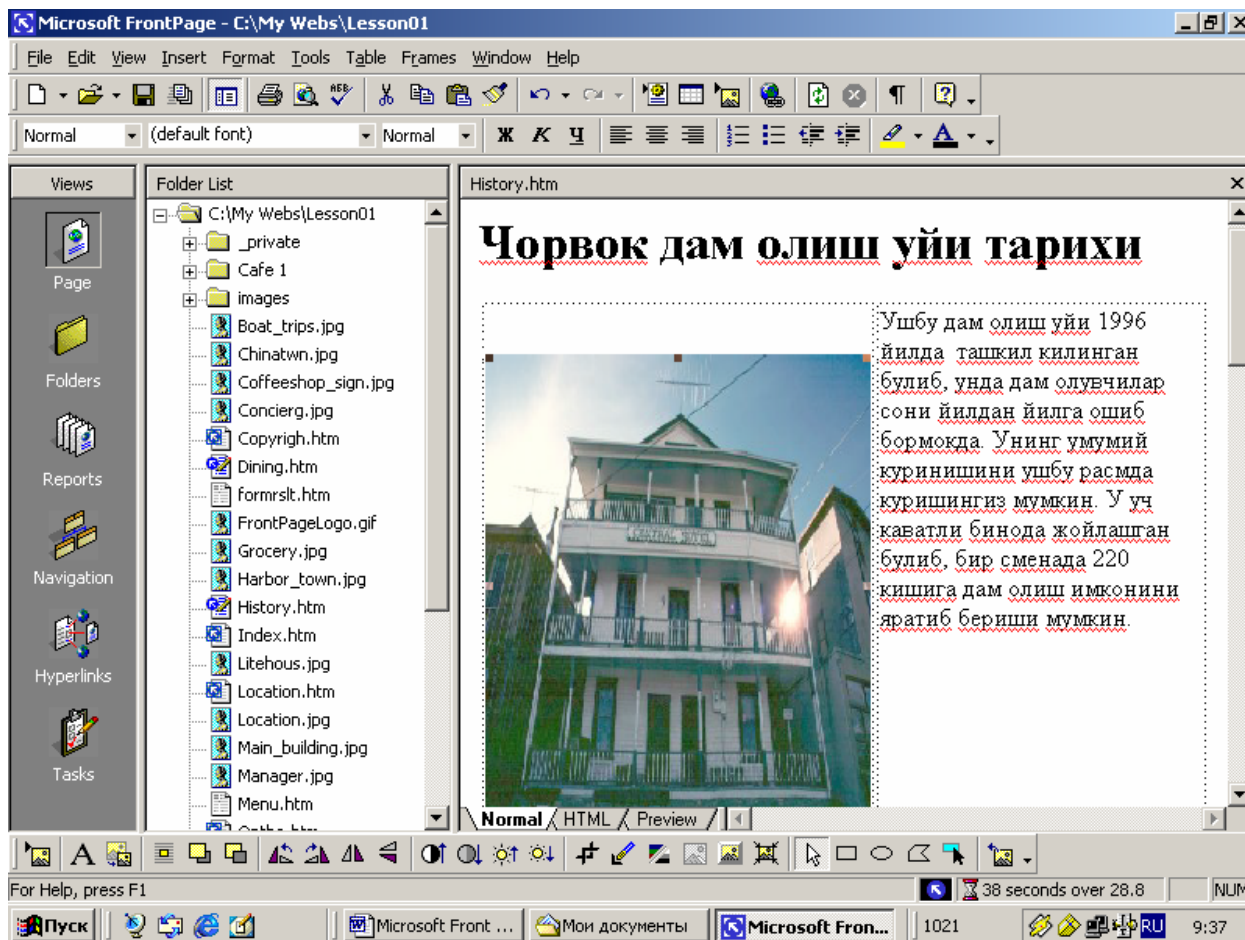 Microsoft FrontPage - C:\My Webs\Lesson01
File Edit View Insert Format Tools Table Frames Window Help
Normal (default font) Normal Ж К Ч
Views
Page
Folders
Reports
Navigation
Hyperlinks
Tasks
Folder List
C:\My Webs\Lesson01
_private
Cafe 1
images
Boat_trips.jpg
Chinatwn.jpg
Coffeeshop_sign.jpg
Concierg.jpg
Copyrigh.htm
Dining.htm
formrslt.htm
FrontPageLogo.gif
Grocery.jpg
Harbor_town.jpg
History.htm
Index.htm
Litehous.jpg
Location.htm
Location.jpg
Main_building.jpg
Manager.jpg
Menu.htm
History.htm
Чорвок дам олиш уйи тарихи
Ушбу дам олиш уйи 1996
йилда ташкил килинган
булиб, унда дам олувчилар
сони йилдан йилга ошиб
бормокда. Унинг умумий
куринишини ушбу расмда
куришингиз мумкин. У уч
каватли бинода жойлашган
булиб, бир сменада 220
кишига дам олиш имконини
яратиб бериши мумкин.
Normal HTML Preview
For Help, press F1
38 seconds over 28.8 NUM
Пуск Microsoft Front ... Мои документы Microsoft Fron... 1021 RU 9:37